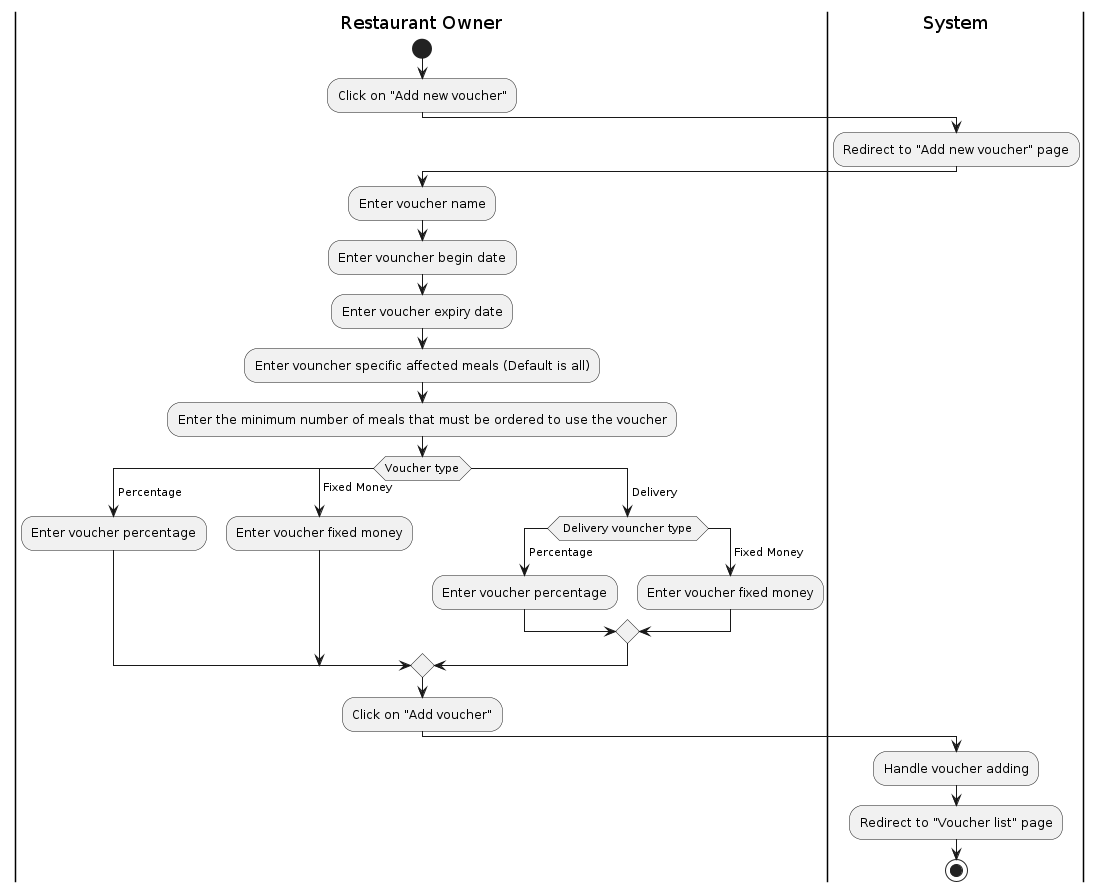 Restaurant Owner
System
Click on "Add new voucher"
Redirect to "Add new voucher" page
Enter voucher name
Enter vouncher begin date
Enter voucher expiry date
Enter vouncher specific affected meals (Default is all)
Enter the minimum number of meals that must be ordered to use the voucher
Voucher type
Percentage
Enter voucher percentage
Fixed Money
Enter voucher fixed money
Delivery
Delivery vouncher type
Percentage
Enter voucher percentage
Fixed Money
Enter voucher fixed money
Click on "Add voucher"
Handle voucher adding
Redirect to "Voucher list" page